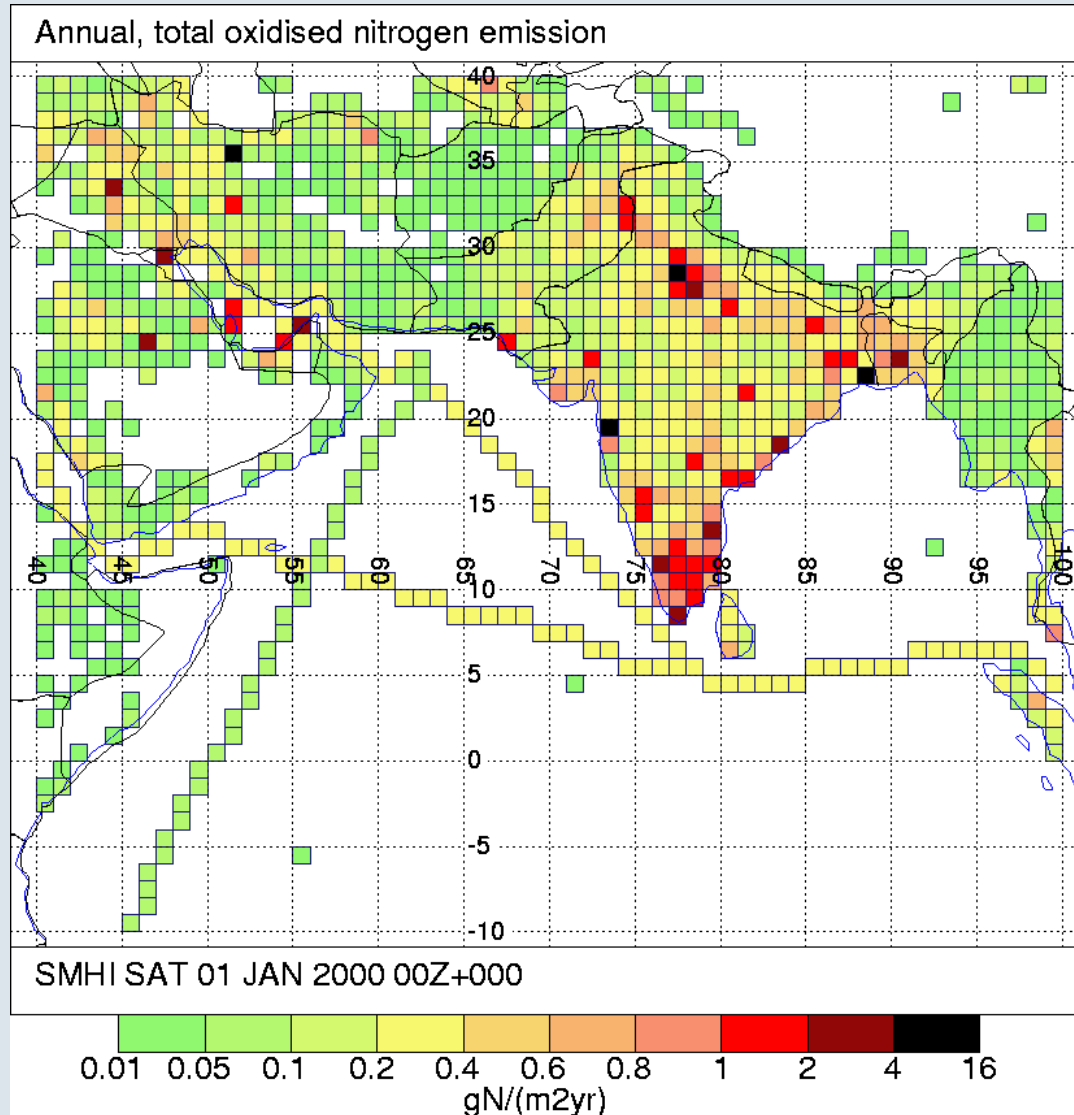 Annual, total oxidised nitrogen emission
40
35
30
25
20
15
40 45 50 55 60 65 70 75 80 85 90 95 100
10
5
0
-5
-10
SMHI SAT 01 JAN 2000 00Z+000
0.01 0.05 0.1 0.2 0.4 0.6 0.8 1 2 4 16
gN/(m2yr)